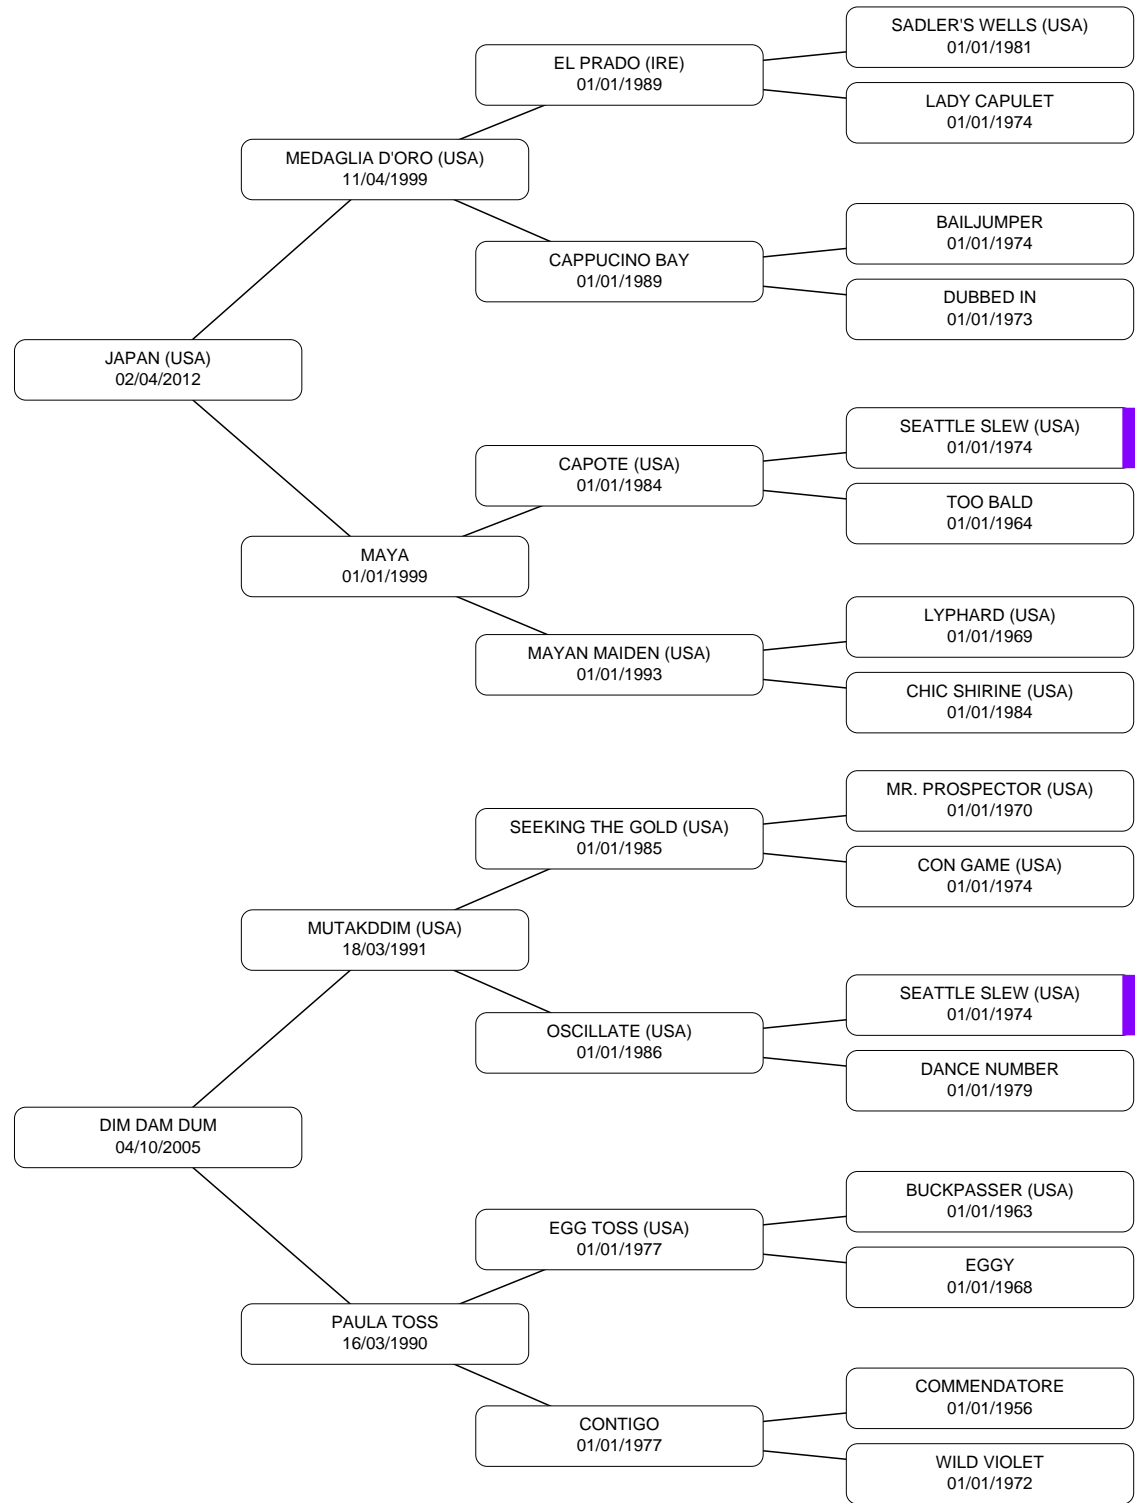 SADLER'S WELLS (USA)
01/01/1981
EL PRADO (IRE)
01/01/1989
LADY CAPULET
01/01/1974
MEDAGLIA D'ORO (USA)
11/04/1999
BAILJUMPER
01/01/1974
CAPPUCINO BAY
01/01/1989
DUBBED IN
01/01/1973
JAPAN (USA)
02/04/2012
SEATTLE SLEW (USA)
01/01/1974
CAPOTE (USA)
01/01/1984
TOO BALD
01/01/1964
MAYA
01/01/1999
LYPHARD (USA)
01/01/1969
MAYAN MAIDEN (USA)
01/01/1993
CHIC SHIRINE (USA)
01/01/1984
MR. PROSPECTOR (USA)
01/01/1970
SEEKING THE GOLD (USA)
01/01/1985
CON GAME (USA)
01/01/1974
MUTAKDDIM (USA)
18/03/1991
SEATTLE SLEW (USA)
01/01/1974
OSCILLATE (USA)
01/01/1986
DANCE NUMBER
01/01/1979
DIM DAM DUM
04/10/2005
BUCKPASSER (USA)
01/01/1963
EGG TOSS (USA)
01/01/1977
EGGY
01/01/1968
PAULA TOSS
16/03/1990
COMMENDATORE
01/01/1956
CONTIGO
01/01/1977
WILD VIOLET
01/01/1972